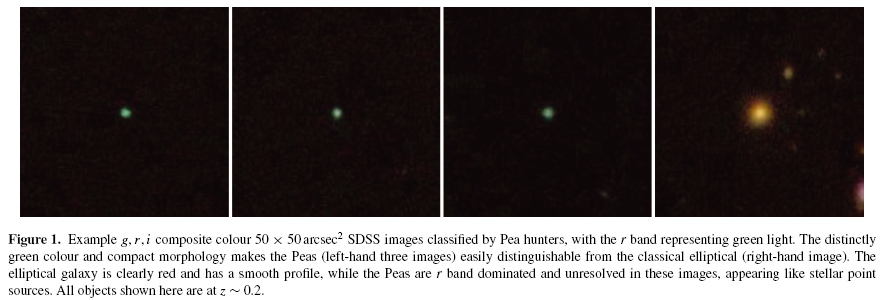 Figure 1. Example g, r, i composite colour 50 × 50 arcsec² SDSS images classified by Pea hunters, with the r band representing green light. The distinctly
green colour and compact morphology makes the Peas (left-hand three images) easily distinguishable from the classical elliptical (right-hand image). The
elliptical galaxy is clearly red and has a smooth profile, while the Peas are r band dominated and unresolved in these images, appearing like stellar point
sources. All objects shown here are at z ∼ 0.2.